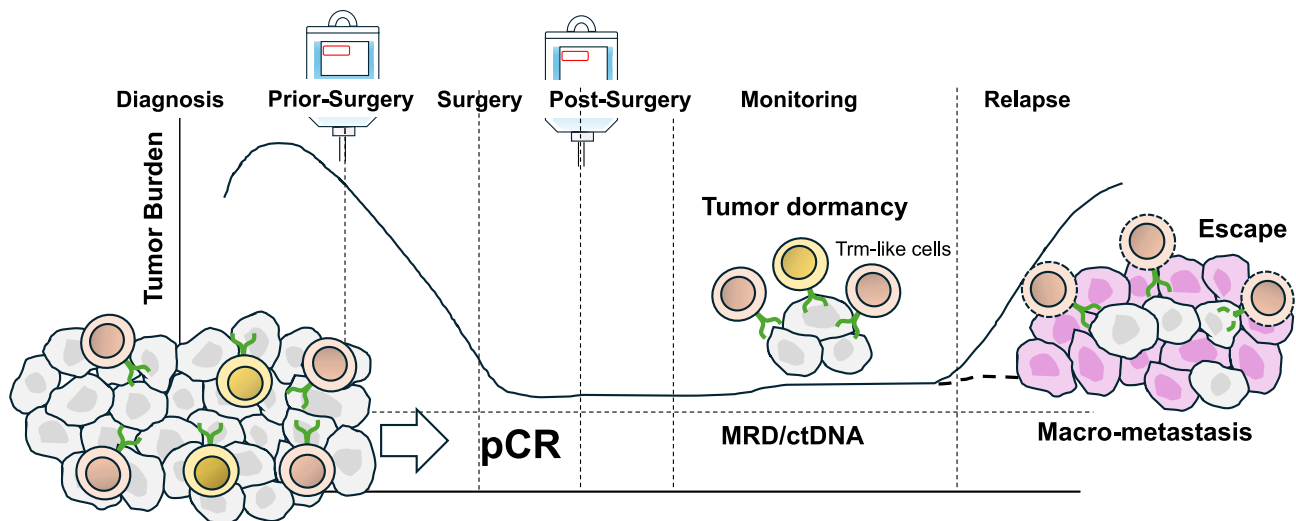 Diagnosis
Prior-Surgery
Surgery
Post-Surgery
Monitoring
Relapse
Tumor Burden
Tumor dormancy
Trm-like cells
Escape
pCR
MRD/ctDNA
Macro-metastasis